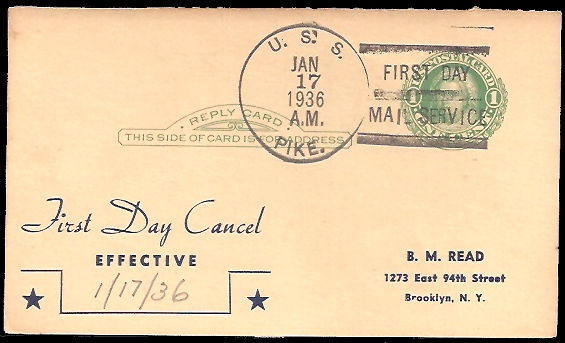 U. S. S.
JAN
17
1936
A.M.
PIKE.
FIRST DAY
MAIL SERVICE
POSTAL CARD
1 1
REPLY CARD
THIS SIDE OF CARD IS FOR ADDRESS
First Day Cancel
EFFECTIVE
1/17/36
B. M. READ
1273 East 94th Street
Brooklyn, N. Y.